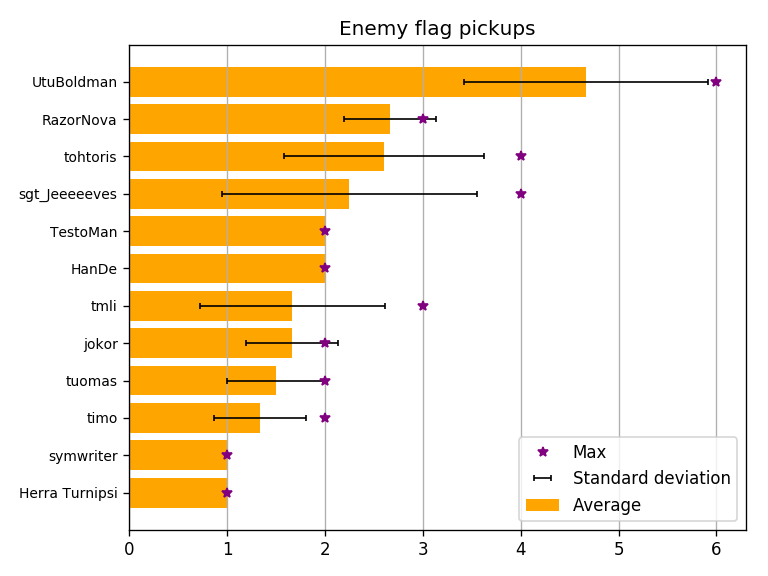 Enemy flag pickups
UtuBoldman
RazorNova
tohtoris
sgt_Jeeeeeves
TestoMan
HanDe
tmli
jokor
tuomas
timo
symwriter
Herra Turnipsi
Max
Standard deviation
Average
0 1 2 3 4 5 6